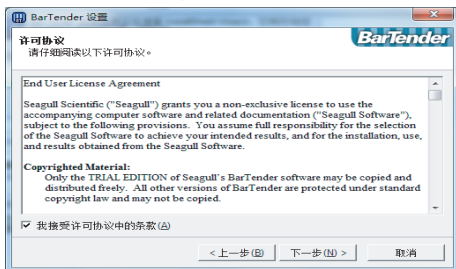 BarTender 设置
许可协议
请仔细阅读以下许可协议。
BarTender
End User License Agreement
Seagull Scientific ("Seagull") grants you a non-exclusive license to use the
accompanying computer software and related documentation ("Seagull Software"),
subject to the following provisions. You assume full responsibility for the selection
of the Seagull Software to achieve your intended results, and for the installation, use,
and results obtained from the Seagull Software.
Copyrighted Material:
Only the TRIAL EDITION of Seagull's BarTender software may be copied and
distributed freely. All other versions of BarTender are protected under standard
copyright law and may not be copied.
我接受许可协议中的条款(A)
<上一步(B) 下一步(N) > 取消